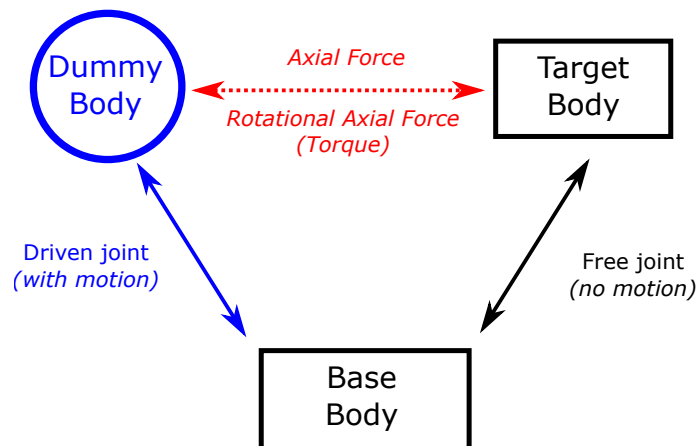 Dummy
Body
Axial Force
Rotational Axial Force
(Torque)
Target
Body
Driven joint
(with motion)
Free joint
(no motion)
Base
Body